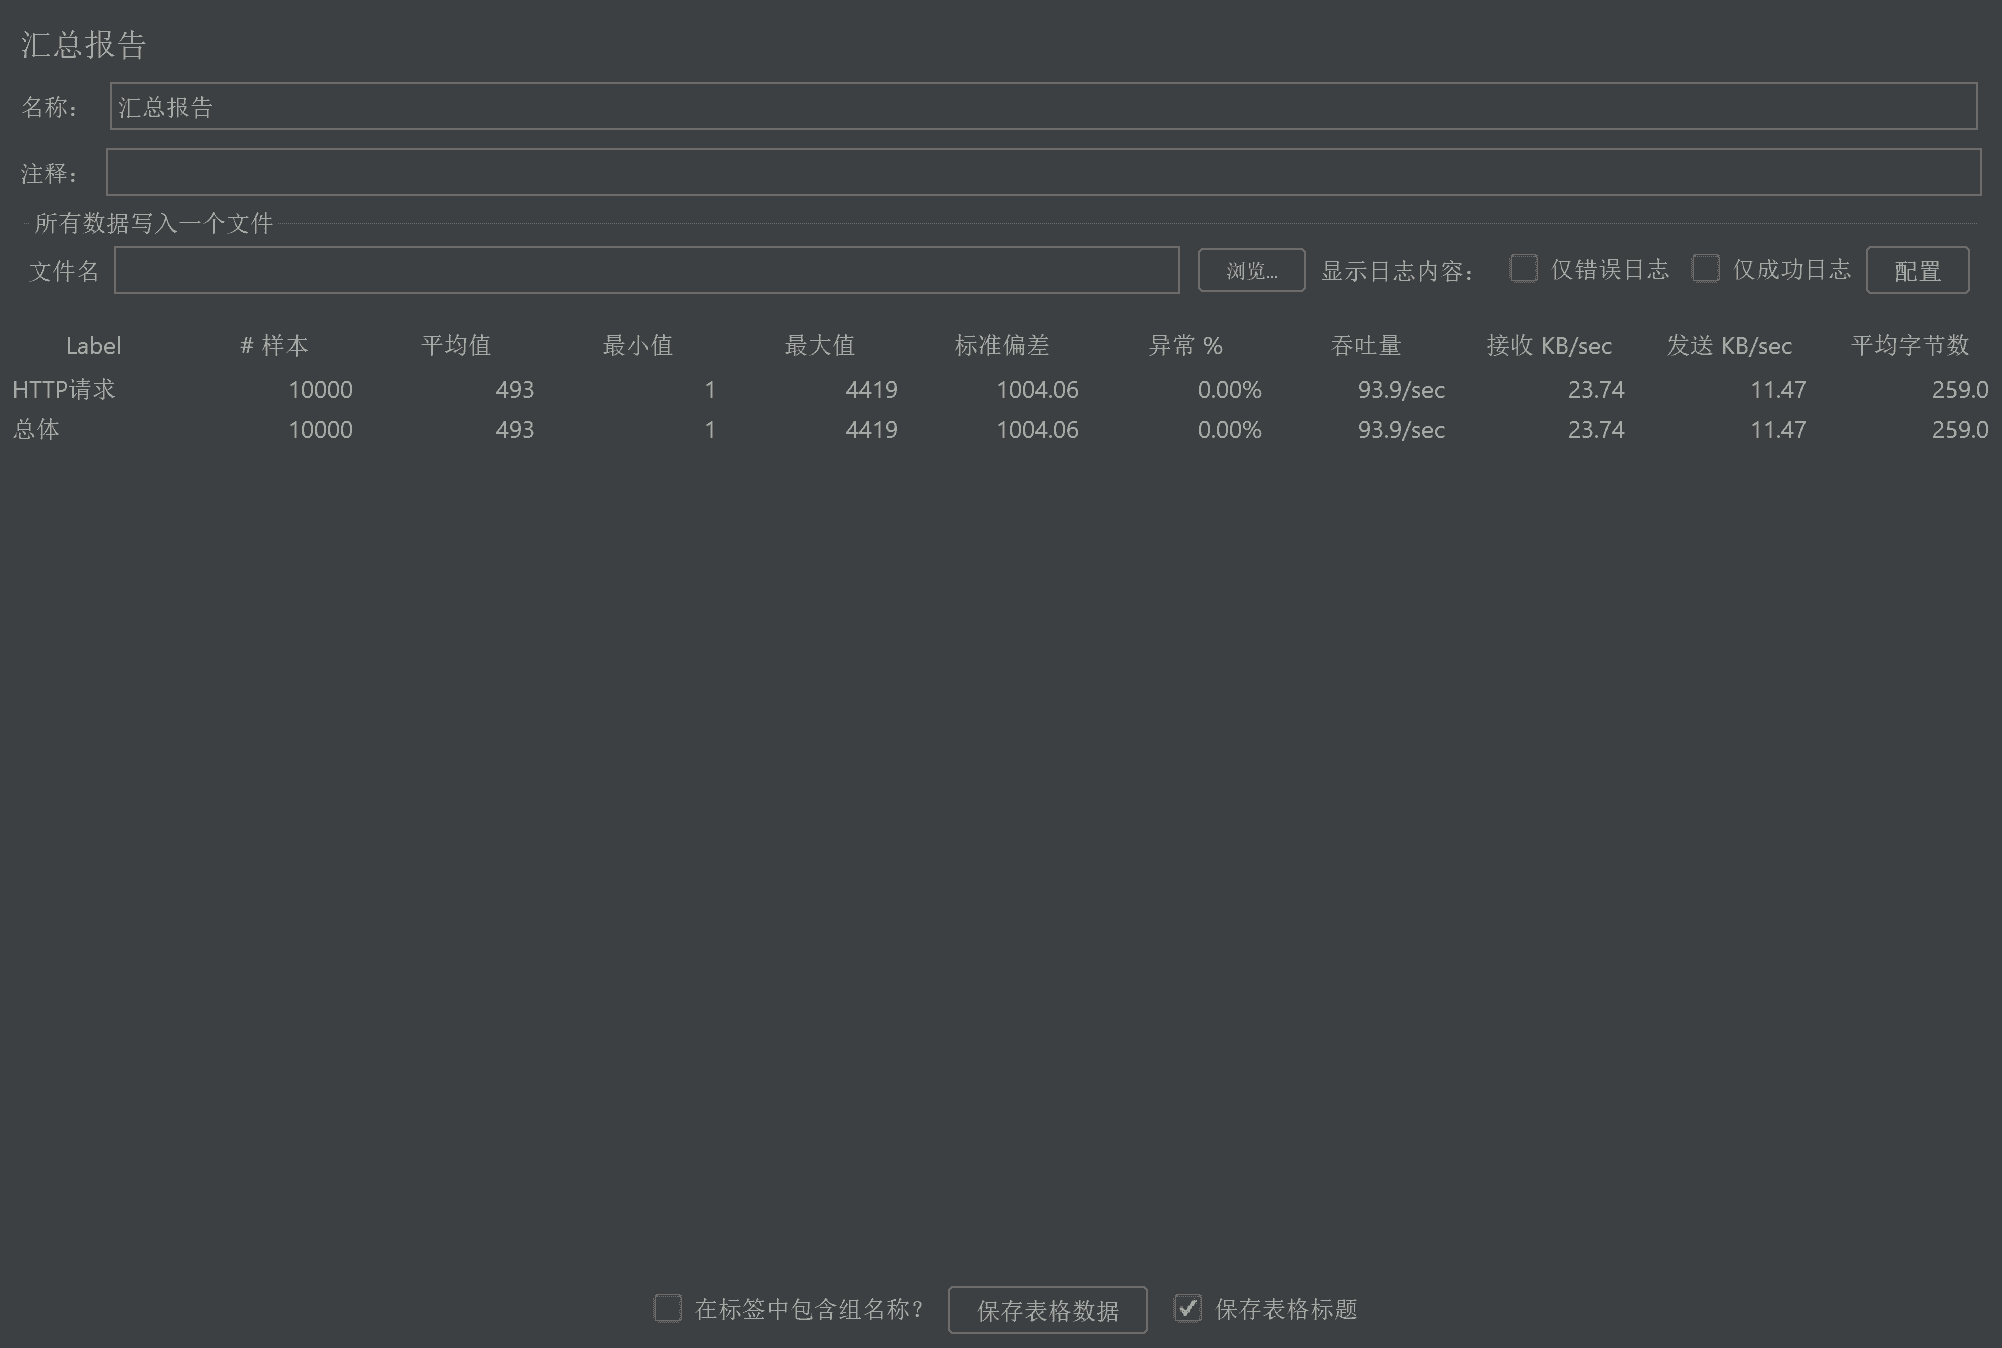 汇总报告
名称： 汇总报告
注释：
所有数据写入一个文件
文件名 浏览... 显示日志内容： 仅错误日志 仅成功日志 配置
Label # 样本 平均值 最小值 最大值 标准偏差 异常 % 吞吐量 接收 KB/sec 发送 KB/sec 平均字节数
HTTP请求 10000 493 1 4419 1004.06 0.00% 93.9/sec 23.74 11.47 259.0
总体 10000 493 1 4419 1004.06 0.00% 93.9/sec 23.74 11.47 259.0
在标签中包含组名称？ 保存表格数据 保存表格标题